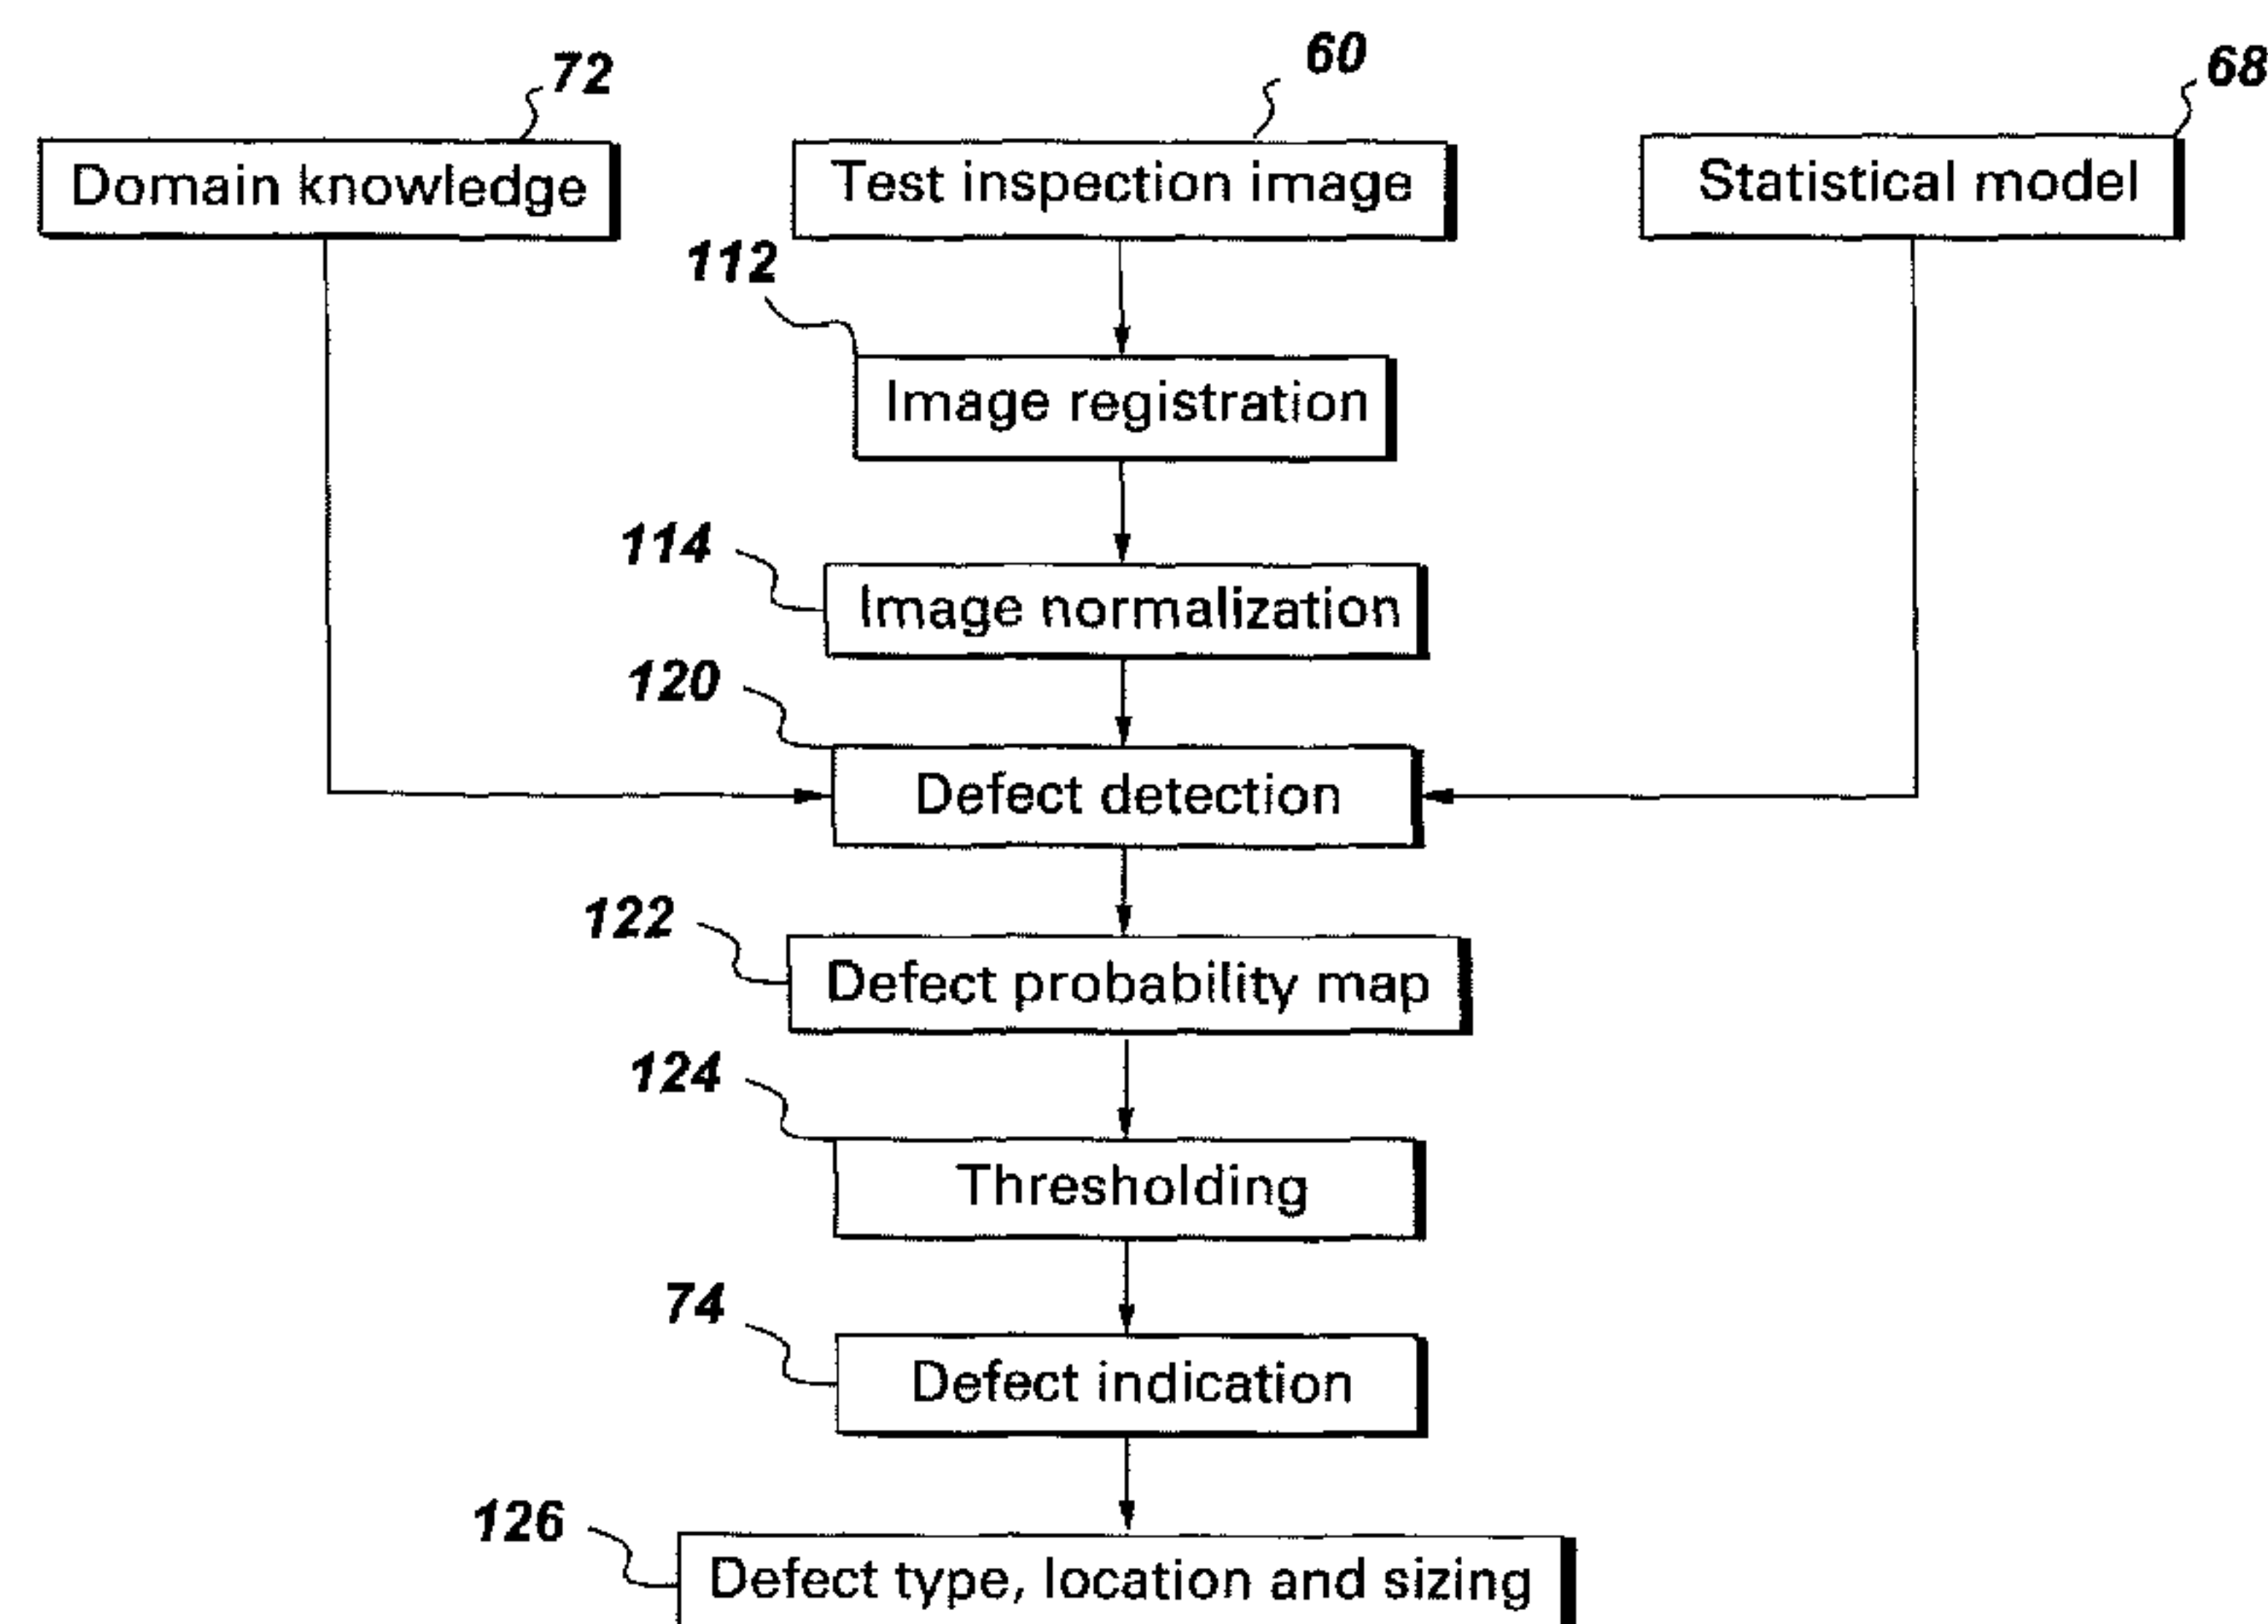 72
60
68
Domain knowledge
Test inspection image
Statistical model
112
Image registration
114
Image normalization
120
Defect detection
122
Defect probability map
124
Thresholding
74
Defect indication
126
Defect type, location and sizing